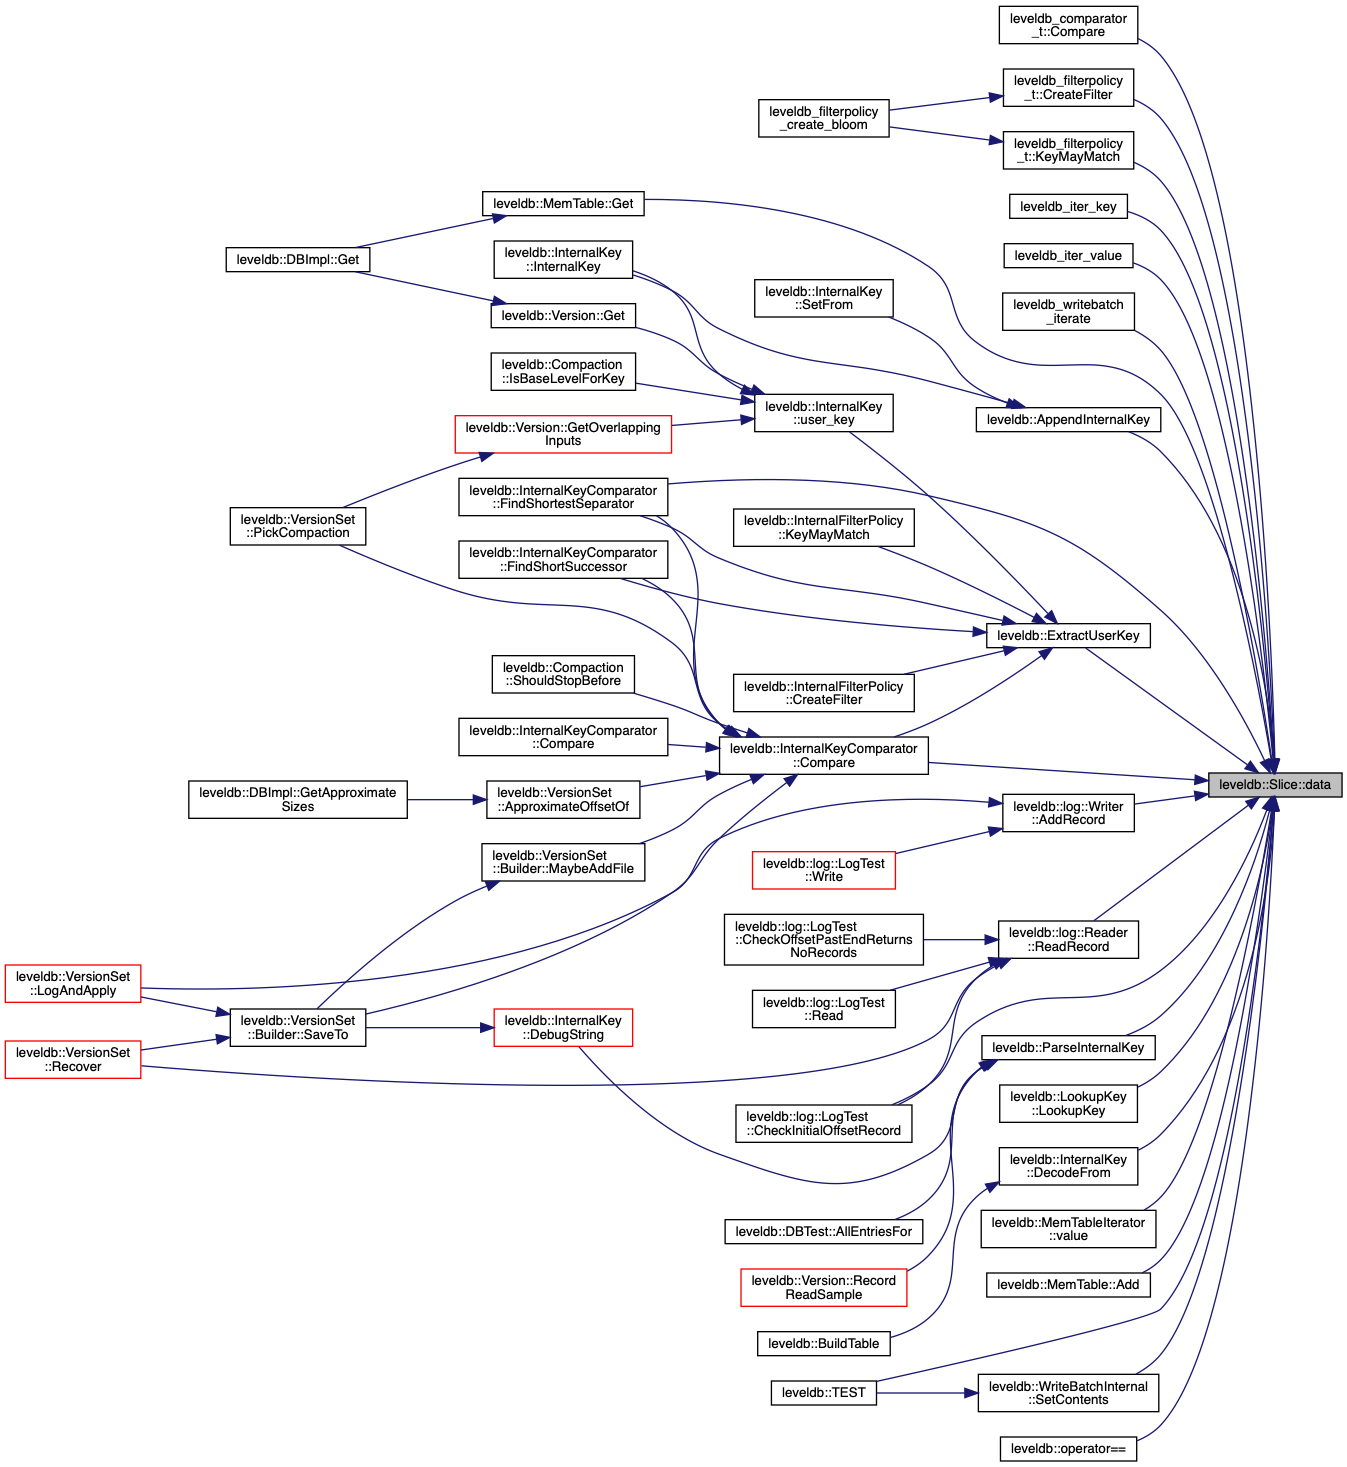 leveldb_comparator
_t::Compare
leveldb_filterpolicy
_t::CreateFilter
leveldb_filterpolicy
_create_bloom
leveldb_filterpolicy
_t::KeyMayMatch
leveldb::MemTable::Get
leveldb_iter_key
leveldb::DBImpl::Get
leveldb::InternalKey
::InternalKey
leveldb_iter_value
leveldb::InternalKey
::SetFrom
leveldb::Version::Get
leveldb_writebatch
_iterate
leveldb::Compaction
::IsBaseLevelForKey
leveldb::InternalKey
::user_key
leveldb::AppendInternalKey
leveldb::Version::GetOverlapping
Inputs
leveldb::InternalKeyComparator
::FindShortestSeparator
leveldb::VersionSet
::PickCompaction
leveldb::InternalFilterPolicy
::KeyMayMatch
leveldb::InternalKeyComparator
::FindShortSuccessor
leveldb::ExtractUserKey
leveldb::Compaction
::ShouldStopBefore
leveldb::InternalFilterPolicy
::CreateFilter
leveldb::InternalKeyComparator
::Compare
leveldb::InternalKeyComparator
::Compare
leveldb::Slice::data
leveldb::DBImpl::GetApproximate
Sizes
leveldb::VersionSet
::ApproximateOffsetOf
leveldb::log::Writer
::AddRecord
leveldb::VersionSet
::Builder::MaybeAddFile
leveldb::log::LogTest
::Write
leveldb::log::LogTest
::CheckOffsetPastEndReturns
NoRecords
leveldb::log::Reader
::ReadRecord
leveldb::VersionSet
::LogAndApply
leveldb::log::LogTest
::Read
leveldb::VersionSet
::Builder::SaveTo
leveldb::InternalKey
::DebugString
leveldb::ParseInternalKey
leveldb::VersionSet
::Recover
leveldb::LookupKey
::LookupKey
leveldb::log::LogTest
::CheckInitialOffsetRecord
leveldb::InternalKey
::DecodeFrom
leveldb::DBTest::AllEntriesFor
leveldb::MemTableIterator
::value
leveldb::Version::Record
ReadSample
leveldb::MemTable::Add
leveldb::BuildTable
leveldb::TEST
leveldb::WriteBatchInternal
::SetContents
leveldb::operator==